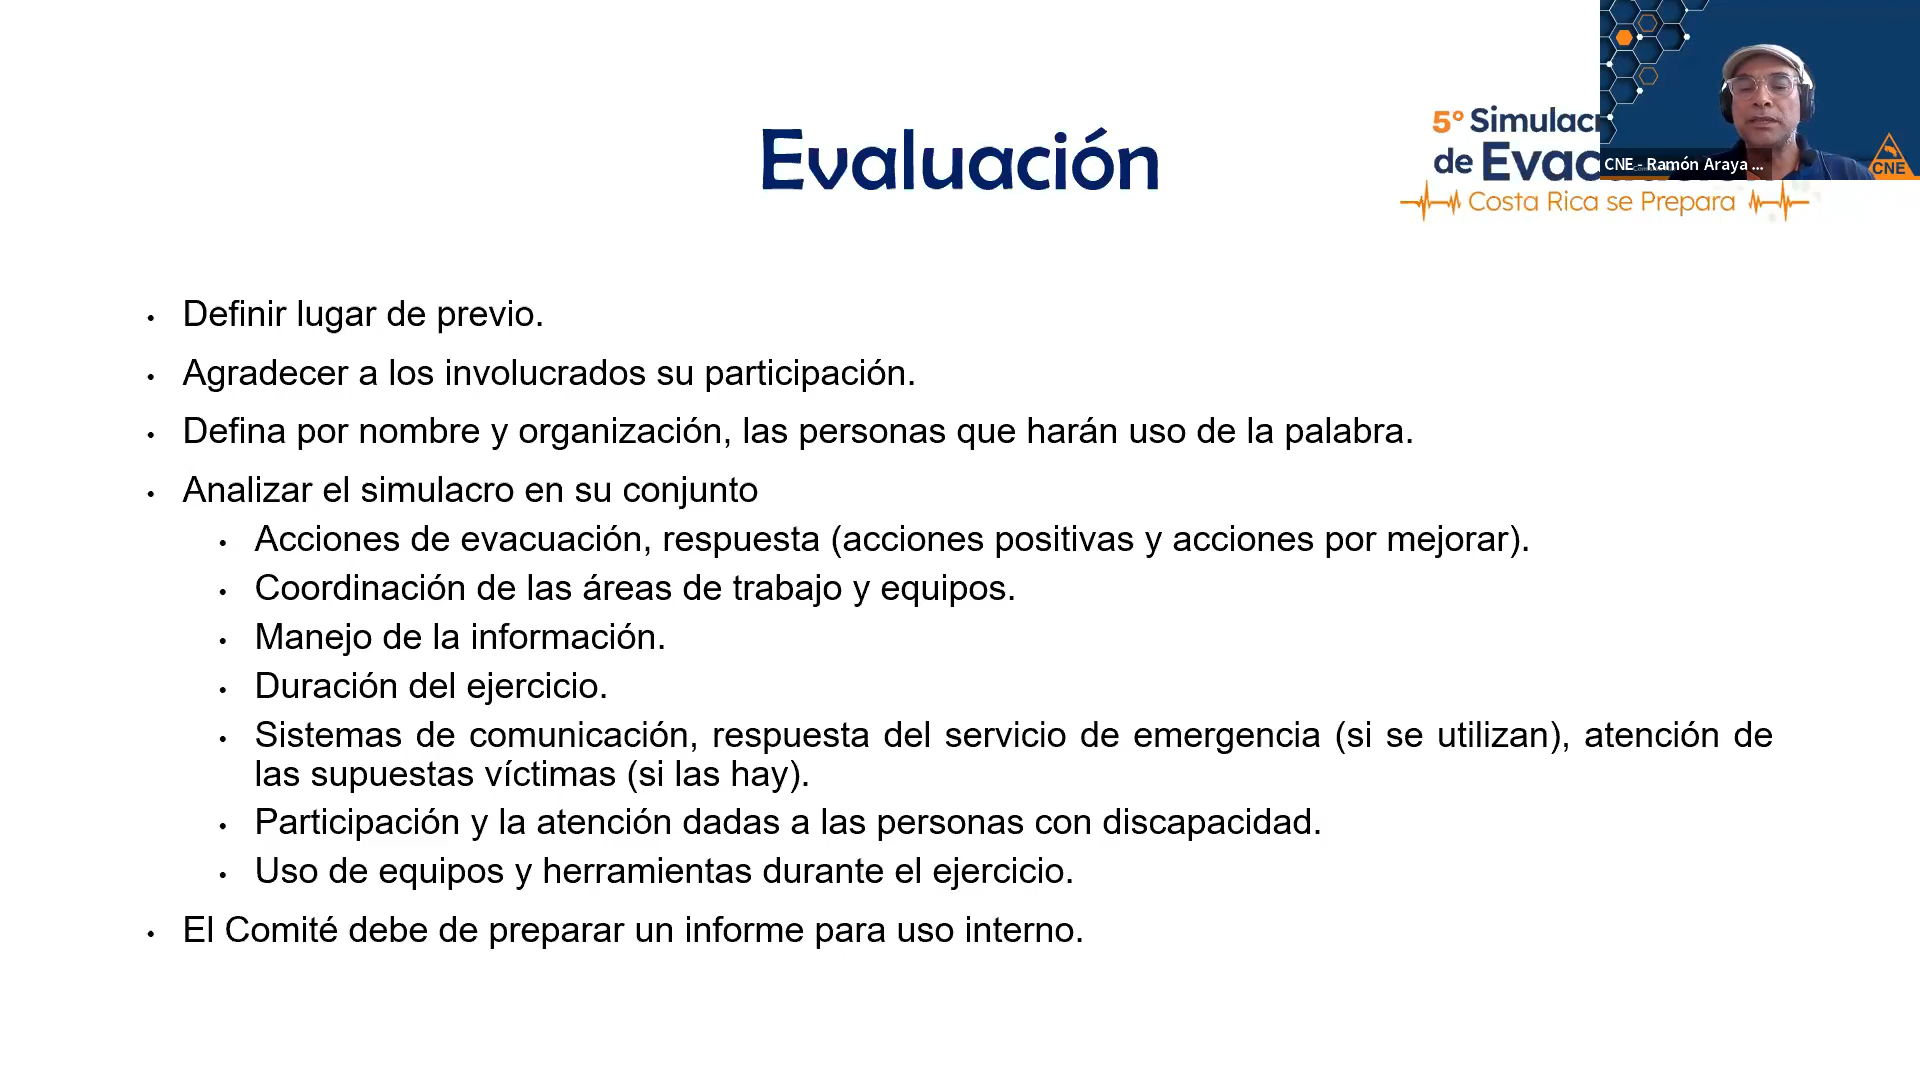 Evaluación
5° Simulacr
de Evac
Costa Rica se Prepara
CNE - Ramón Araya ...
CNE
• Definir lugar de previo.
• Agradecer a los involucrados su participación.
• Defina por nombre y organización, las personas que harán uso de la palabra.
• Analizar el simulacro en su conjunto
• Acciones de evacuación, respuesta (acciones positivas y acciones por mejorar).
• Coordinación de las áreas de trabajo y equipos.
• Manejo de la información.
• Duración del ejercicio.
• Sistemas de comunicación, respuesta del servicio de emergencia (si se utilizan), atención de
las supuestas víctimas (si las hay).
• Participación y la atención dadas a las personas con discapacidad.
• Uso de equipos y herramientas durante el ejercicio.
• El Comité debe de preparar un informe para uso interno.